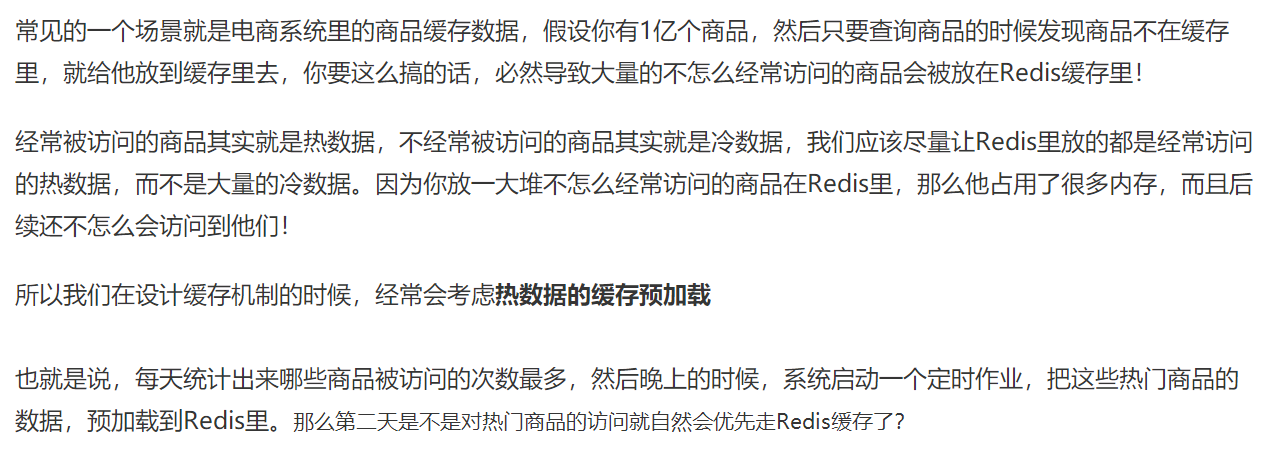 常见的一个场景就是电商系统里的商品缓存数据，假设你有1亿个商品，然后只要查询商品的时候发现商品不在缓存
里，就给他放到缓存里去，你要这么搞的话，必然导致大量的不怎么经常访问的商品会被放在Redis缓存里！
经常被访问的商品其实就是热数据，不经常被访问的商品其实就是冷数据，我们应该尽量让Redis里放的都是经常访问
的热数据，而不是大量的冷数据。因为你放一大堆不怎么经常访问的商品在Redis里，那么他占用了很多内存，而且后
续还不怎么会访问到他们！
所以我们在设计缓存机制的时候，经常会考虑热数据的缓存预加载
也就是说，每天统计出来哪些商品被访问的次数最多，然后晚上的时候，系统启动一个定时作业，把这些热门商品的
数据，预加载到Redis里。那么第二天是不是对热门商品的访问就自然会优先走Redis缓存了？